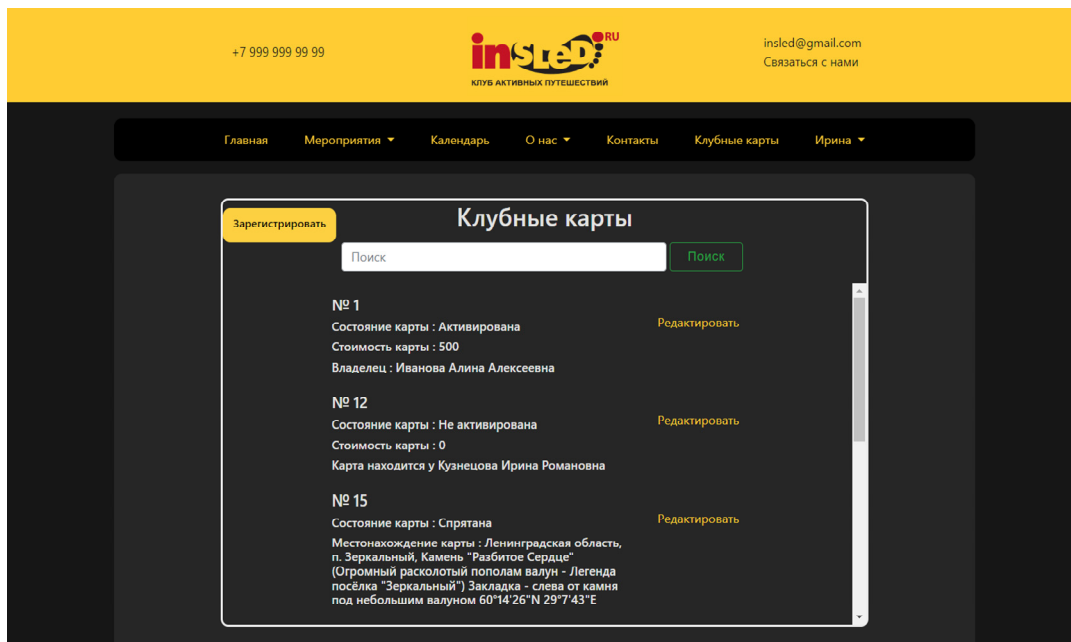 +7 999 999 99 99
insled.RU
КЛУБ АКТИВНЫХ ПУТЕШЕСТВИЙ
insled@gmail.com
Связаться с нами
Главная Мероприятия Календарь О нас Контакты Клубные карты Ирина
Зарегистрировать
Клубные карты
Поиск Поиск
№ 1
Состояние карты : Активирована
Редактировать
Стоимость карты : 500
Владелец : Иванова Алина Алексеевна
№ 12
Состояние карты : Не активирована
Редактировать
Стоимость карты : 0
Карта находится у Кузнецова Ирина Романовна
№ 15
Состояние карты : Спрятана
Редактировать
Местонахождение карты : Ленинградская область,
п. Зеркальный, Камень "Разбитое Сердце"
(Огромный расколотый пополам валун - Легенда
посёлка "Зеркальный") Закладка - слева от камня
под небольшим валуном 60°14'26"N 29°7'43"E